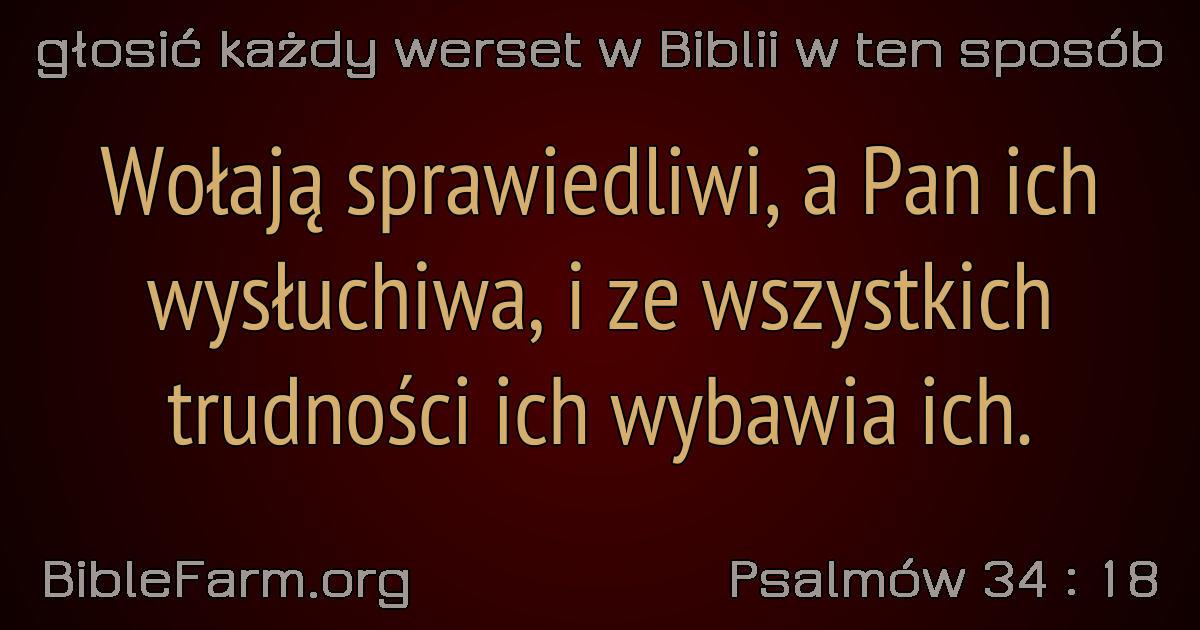 głosić każdy werset w Biblii w ten sposób
Wołają sprawiedliwi, a Pan ich
wysłuchiwa, i ze wszystkich
trudności ich wybawia ich.
BibleFarm.org
Psalmów 34 : 18